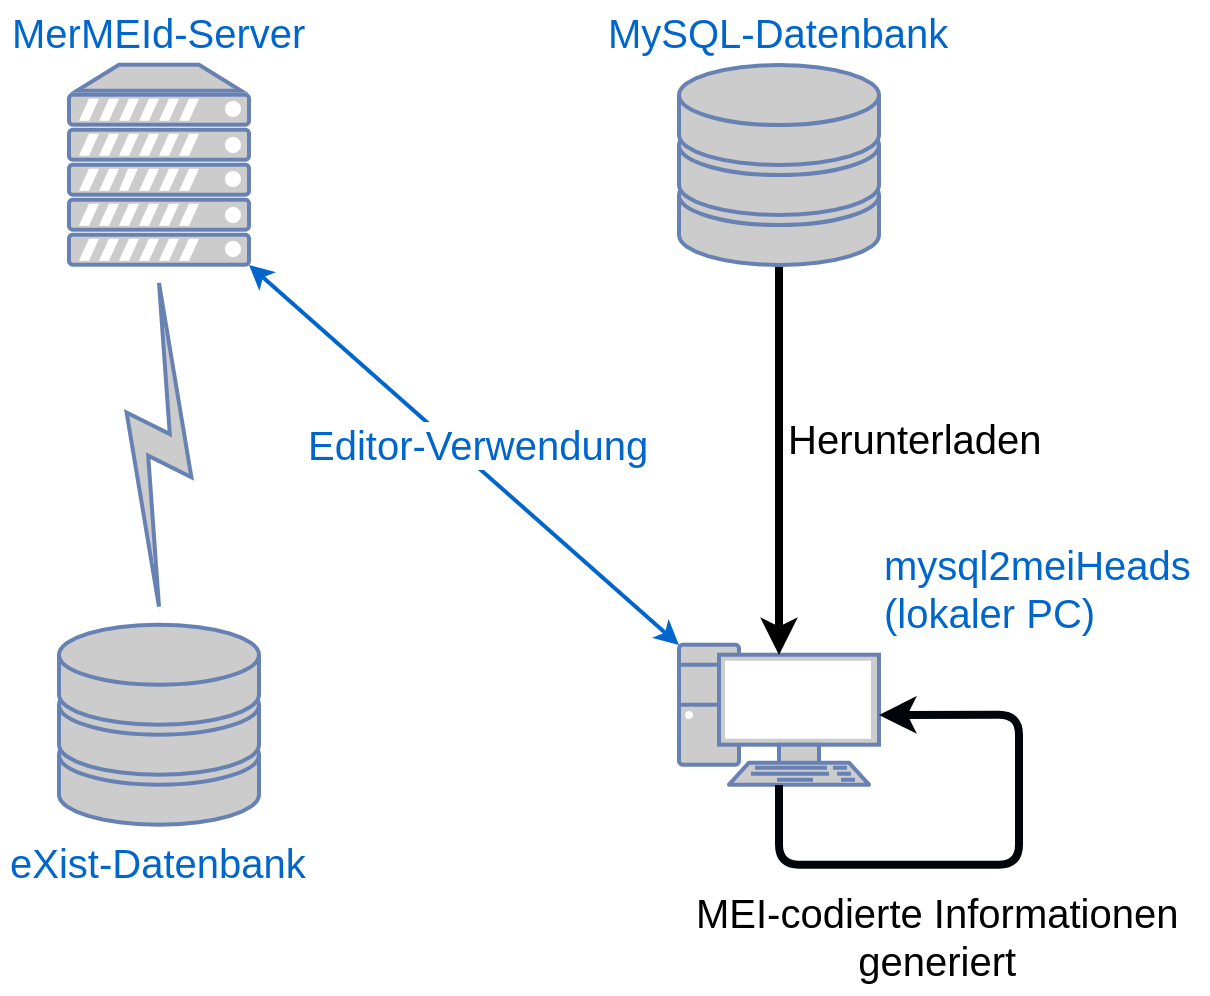 MerMEId-Server
MySQL-Datenbank
Editor-Verwendung
Herunterladen
mysql2meiHeads
(lokaler PC)
eXist-Datenbank
MEI-codierte Informationen
generiert